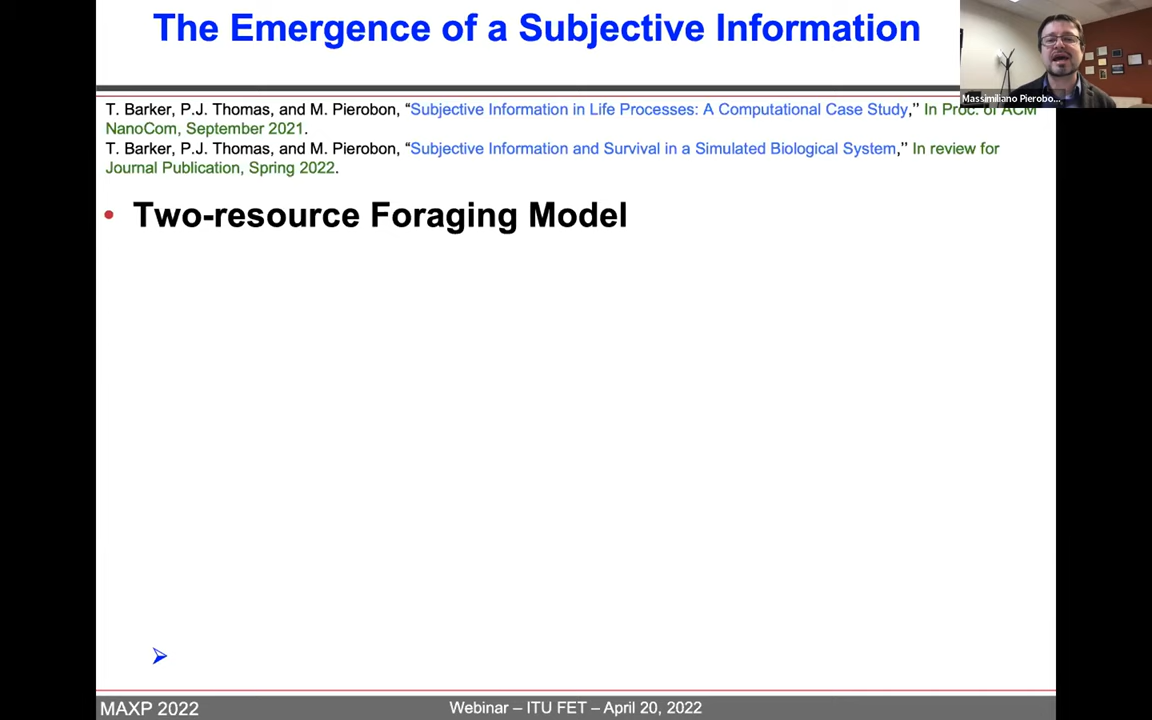 The Emergence of a Subjective Information
Massimiliano Pierobo...
T. Barker, P.J. Thomas, and M. Pierobon, “Subjective Information in Life Processes: A Computational Case Study,” In Proc. of ACM
NanoCom, September 2021.
T. Barker, P.J. Thomas, and M. Pierobon, “Subjective Information and Survival in a Simulated Biological System,” In review for
Journal Publication, Spring 2022.
• Two-resource Foraging Model
MAXP 2022
Webinar – ITU FET – April 20, 2022